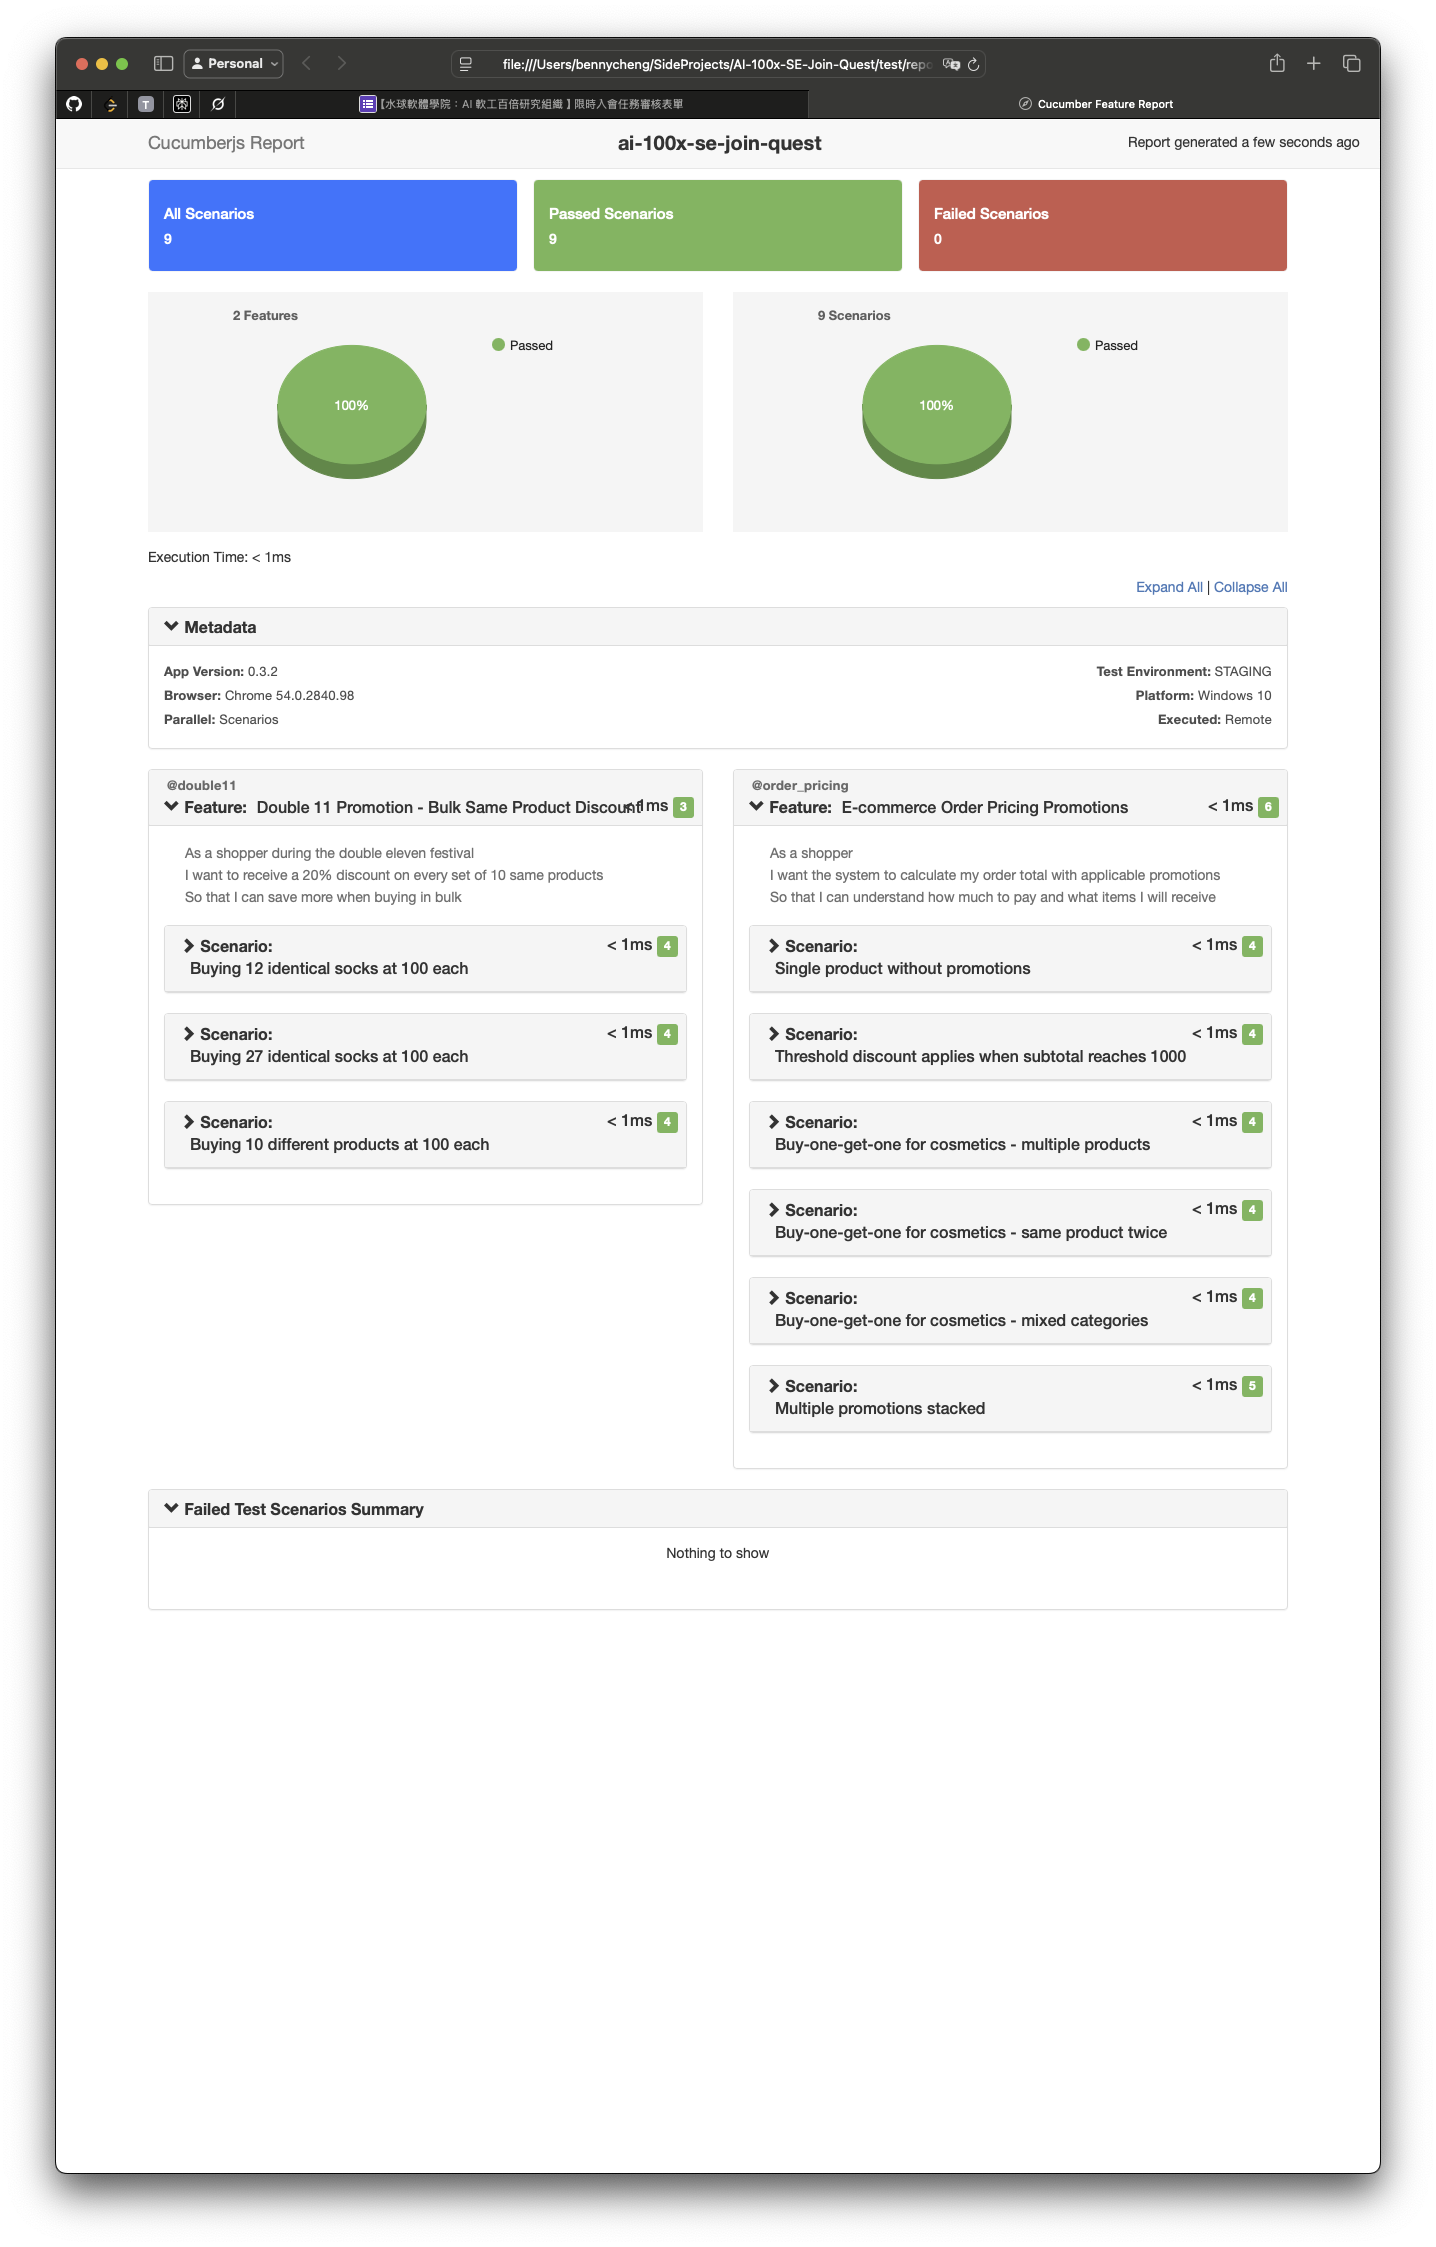 Personal
file:///Users/bennycheng/SideProjects/AI-100x-SE-Join-Quest/test/repo
T
【水球軟體學院：AI 軟工百倍研究組織 】限時入會任務審核表單
Cucumber Feature Report
Cucumberjs Report
ai-100x-se-join-quest
Report generated a few seconds ago
All Scenarios
9
Passed Scenarios
9
Failed Scenarios
0
2 Features
Passed
100%
9 Scenarios
Passed
100%
Execution Time: < 1ms
Expand All | Collapse All
Metadata
App Version: 0.3.2
Browser: Chrome 54.0.2840.98
Parallel: Scenarios
Test Environment: STAGING
Platform: Windows 10
Executed: Remote
@double11
Feature: Double 11 Promotion - Bulk Same Product Discount < 1ms 3
As a shopper during the double eleven festival
I want to receive a 20% discount on every set of 10 same products
So that I can save more when buying in bulk
Scenario: < 1ms 4
Buying 12 identical socks at 100 each
Scenario: < 1ms 4
Buying 27 identical socks at 100 each
Scenario: < 1ms 4
Buying 10 different products at 100 each
@order_pricing
Feature: E-commerce Order Pricing Promotions < 1ms 6
As a shopper
I want the system to calculate my order total with applicable promotions
So that I can understand how much to pay and what items I will receive
Scenario: < 1ms 4
Single product without promotions
Scenario: < 1ms 4
Threshold discount applies when subtotal reaches 1000
Scenario: < 1ms 4
Buy-one-get-one for cosmetics - multiple products
Scenario: < 1ms 4
Buy-one-get-one for cosmetics - same product twice
Scenario: < 1ms 4
Buy-one-get-one for cosmetics - mixed categories
Scenario: < 1ms 5
Multiple promotions stacked
Failed Test Scenarios Summary
Nothing to show